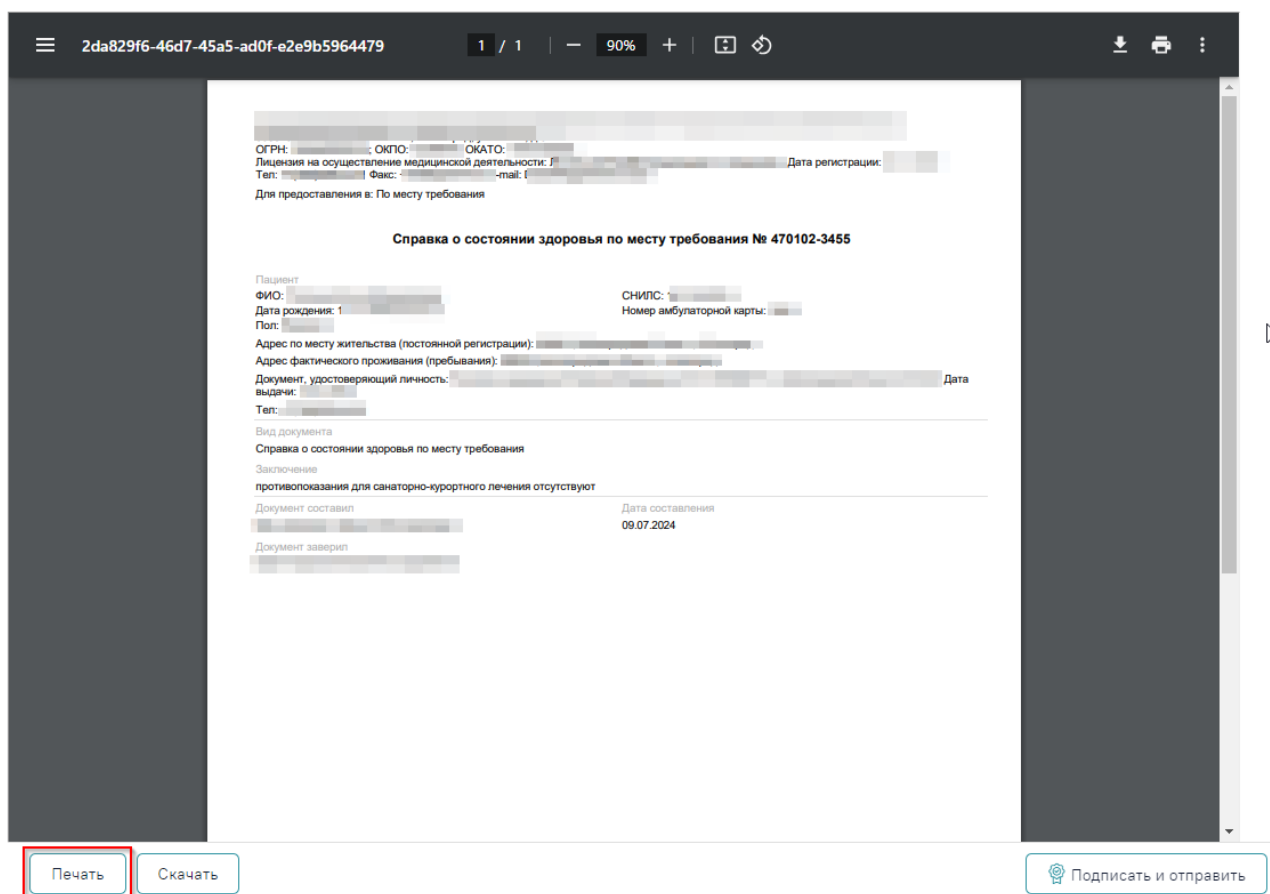 2da829f6-46d7-45a5-ad0f-e2e9b5964479 1 / 1 90%
ОГРН: ; ОКПО: ОКАТО:
Лицензия на осуществление медицинской деятельности: Дата регистрации:
Тел: Факс: -mail:
Для предоставления в: По месту требования
Справка о состоянии здоровья по месту требования № 470102-3455
Пациент
ФИО: СНИЛС:
Дата рождения: 1 Номер амбулаторной карты:
Пол:
Адрес по месту жительства (постоянной регистрации):
Адрес фактического проживания (пребывания):
Документ, удостоверяющий личность: Дата
выдачи:
Тел:
Вид документа
Справка о состоянии здоровья по месту требования
Заключение
противопоказания для санаторно-курортного лечения отсутствуют
Документ составил Дата составления
09.07.2024
Документ заверил
Печать Скачать Подписать и отправить